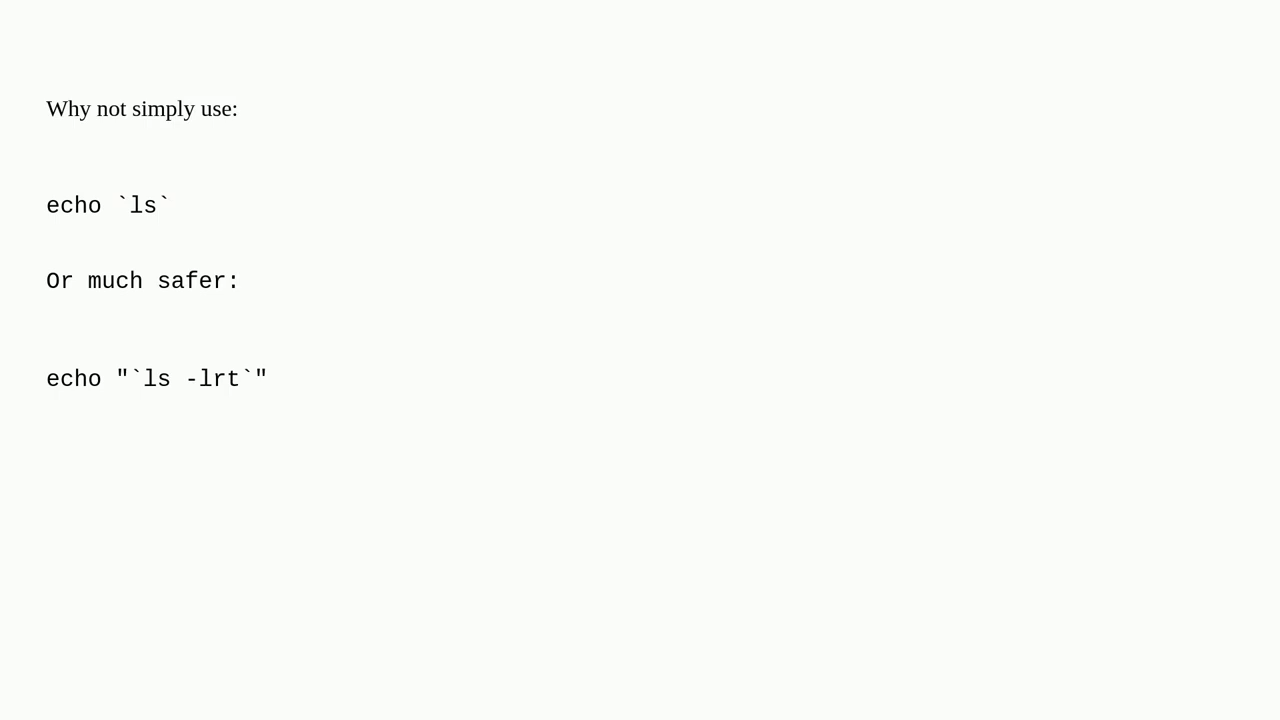 Why not simply use:
echo `ls`
Or much safer:
echo "`ls -lrt`"